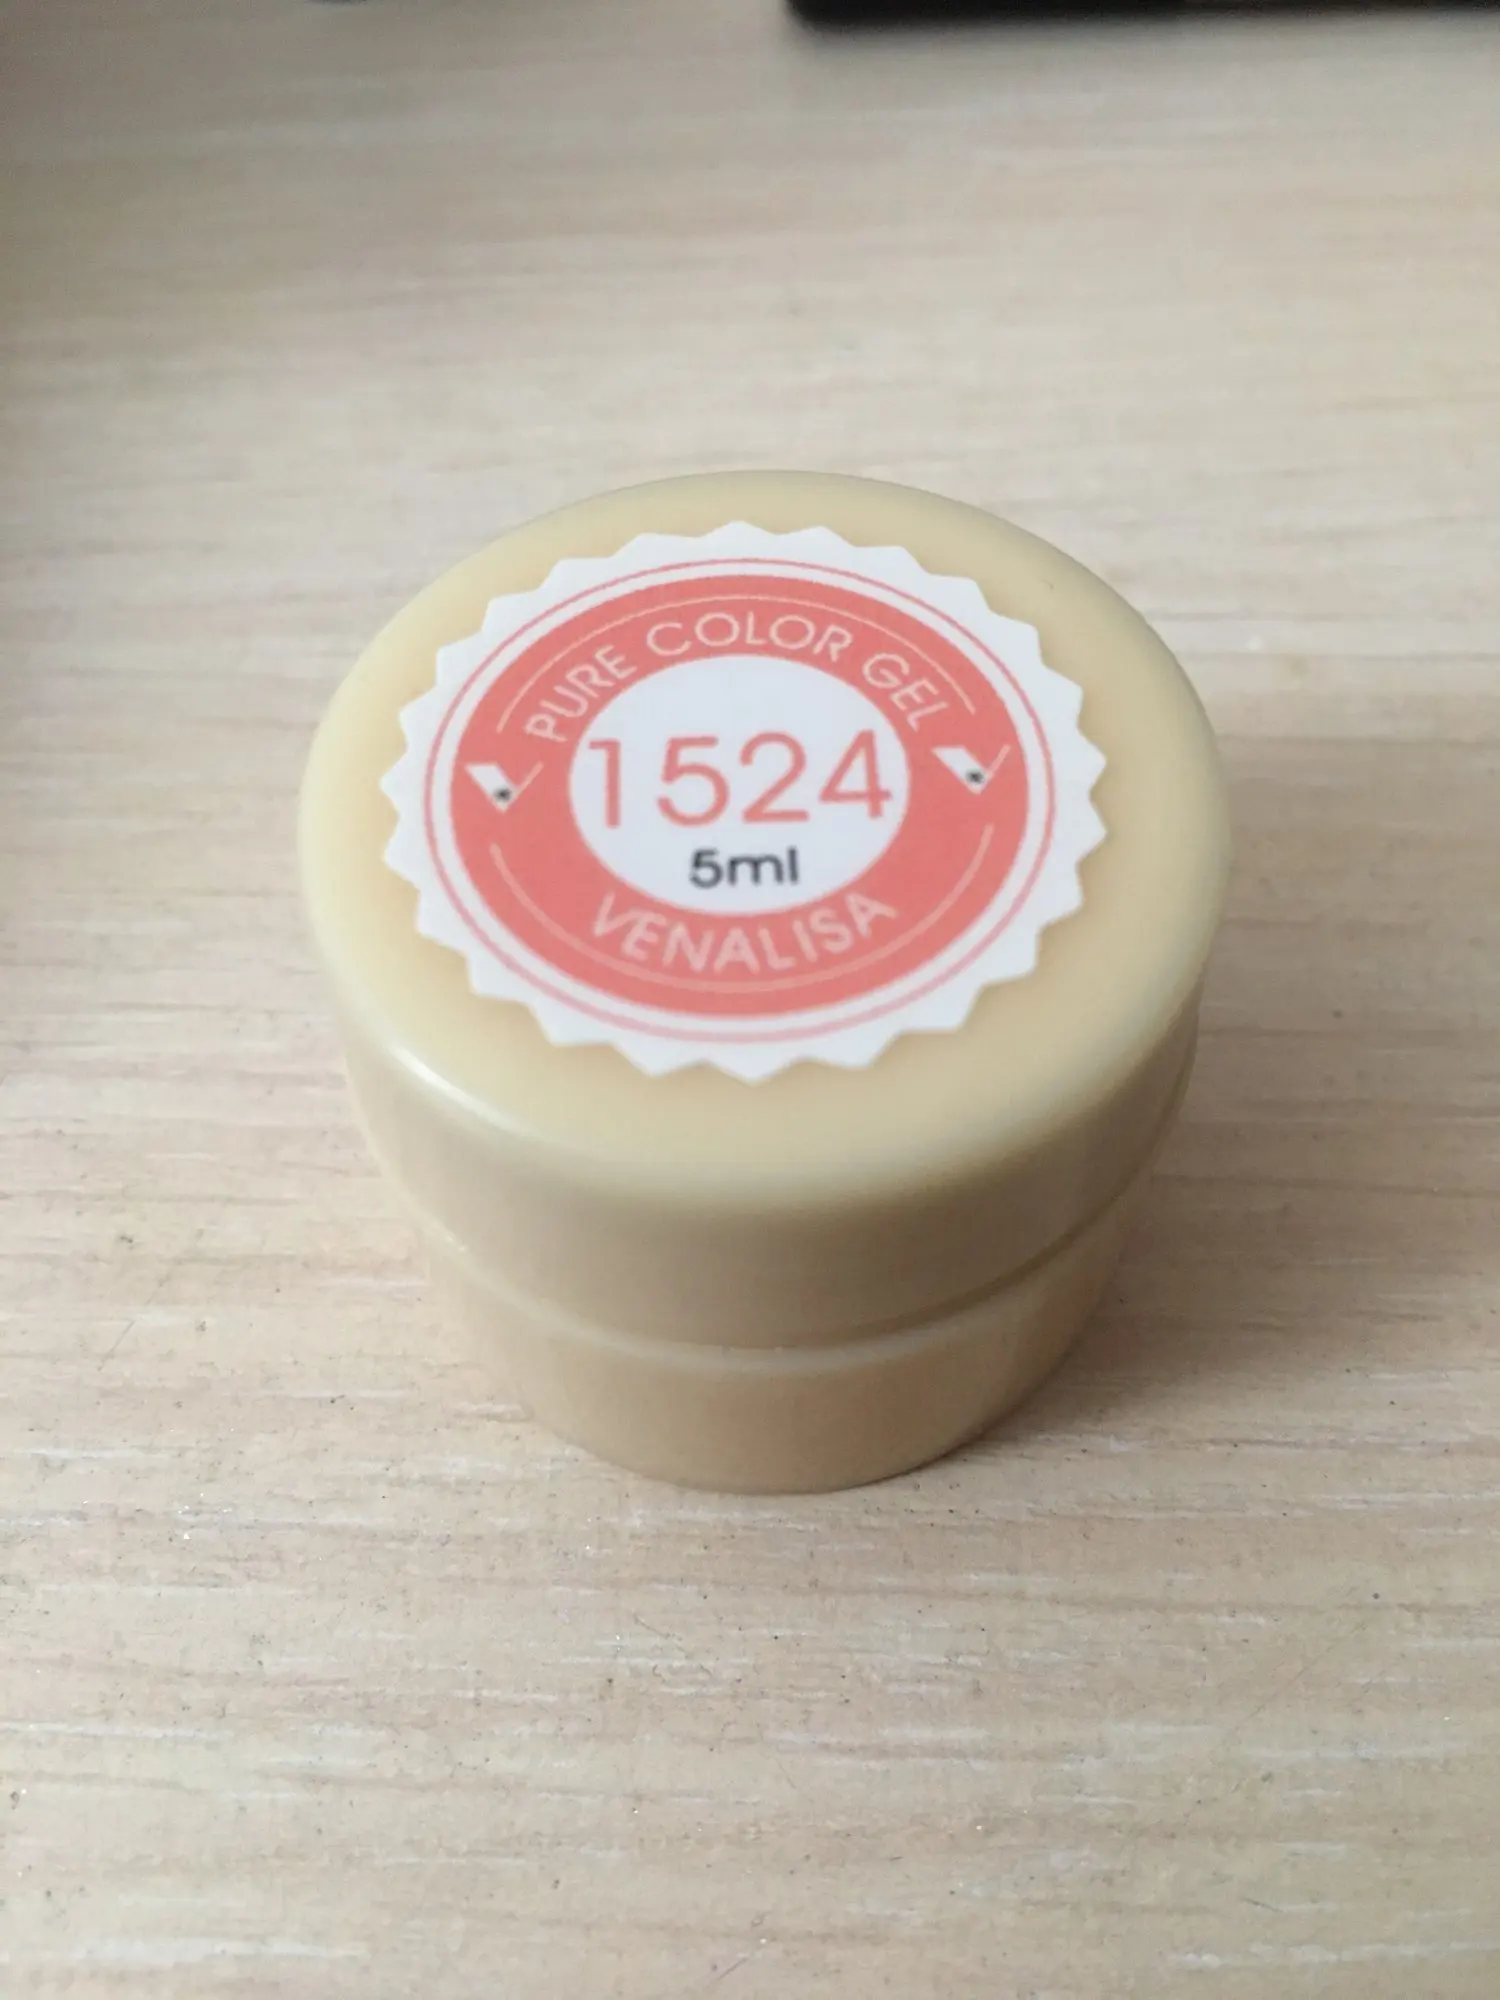 PURE COLOR GEL
1524
5ml
VENALISA